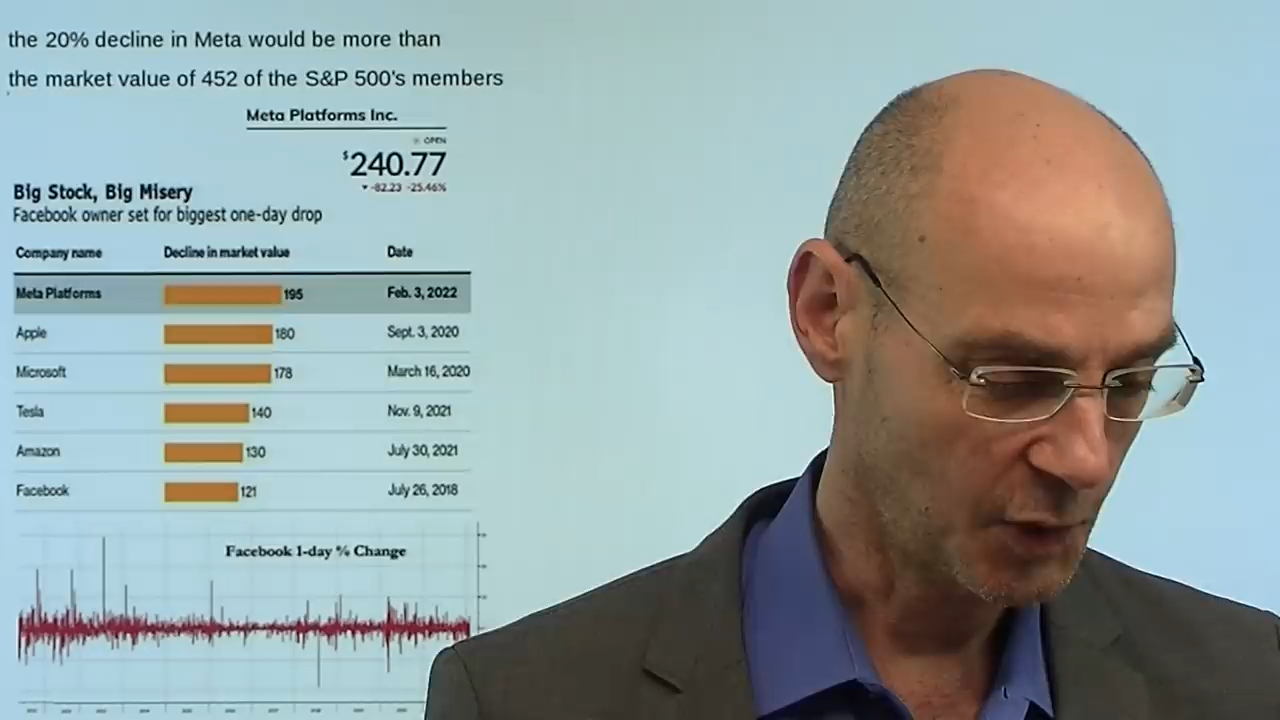 the 20% decline in Meta would be more than
the market value of 452 of the S&P 500's members
Meta Platforms Inc.
OPEN
$240.77
▼ -82.23 -25.46%
Big Stock, Big Misery
Facebook owner set for biggest one-day drop
Company name Decline in market value Date
Meta Platforms 195 Feb. 3, 2022
Apple 180 Sept. 3, 2020
Microsoft 178 March 16, 2020
Tesla 140 Nov. 9, 2021
Amazon 130 July 30, 2021
Facebook 121 July 26, 2018
Facebook 1-day % Change